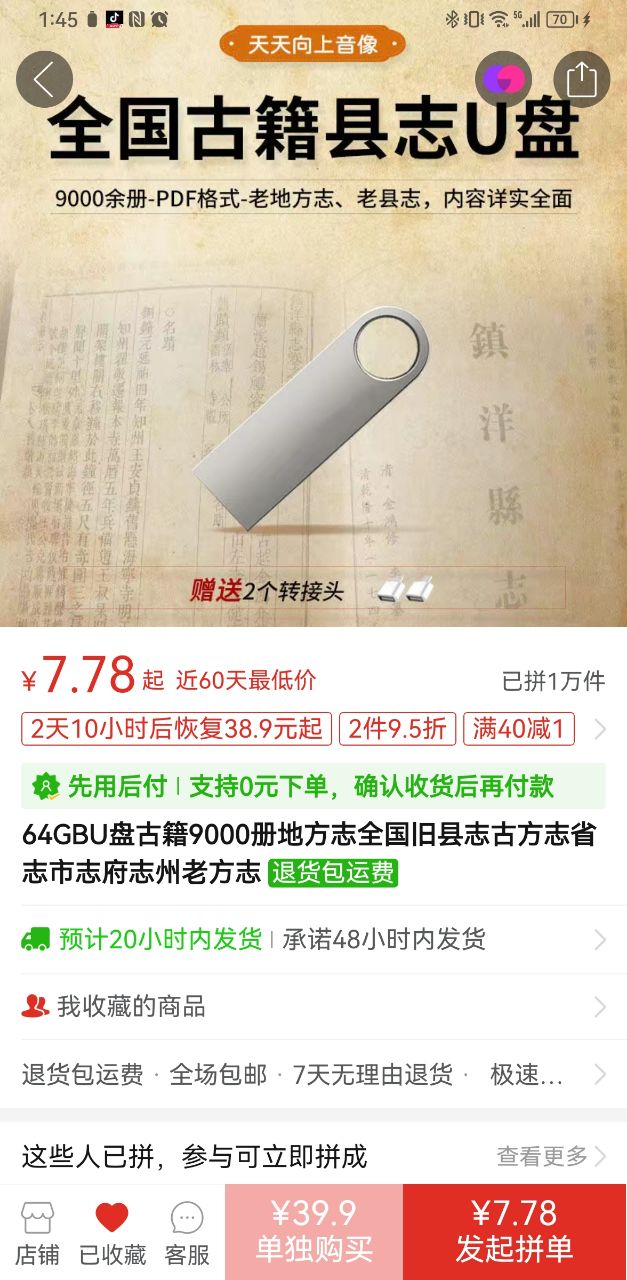 1:45
5G
70
天天向上音像
全国古籍县志U盘
9000余册-PDF格式-老地方志、老县志，内容详实全面
鎮洋縣志
赠送2个转接头
¥7.78起 近60天最低价 已拼1万件
2天10小时后恢复38.9元起 2件9.5折 满40减1
先用后付 | 支持0元下单，确认收货后再付款
64GBU盘古籍9000册地方志全国旧县志古方志省
志市志府志州老方志 退货包运费
预计20小时内发货 | 承诺48小时内发货
我收藏的商品
退货包运费 · 全场包邮 · 7天无理由退货 · 极速...
这些人已拼，参与可立即拼成 查看更多
店铺 已收藏 客服
¥39.9
单独购买
¥7.78
发起拼单